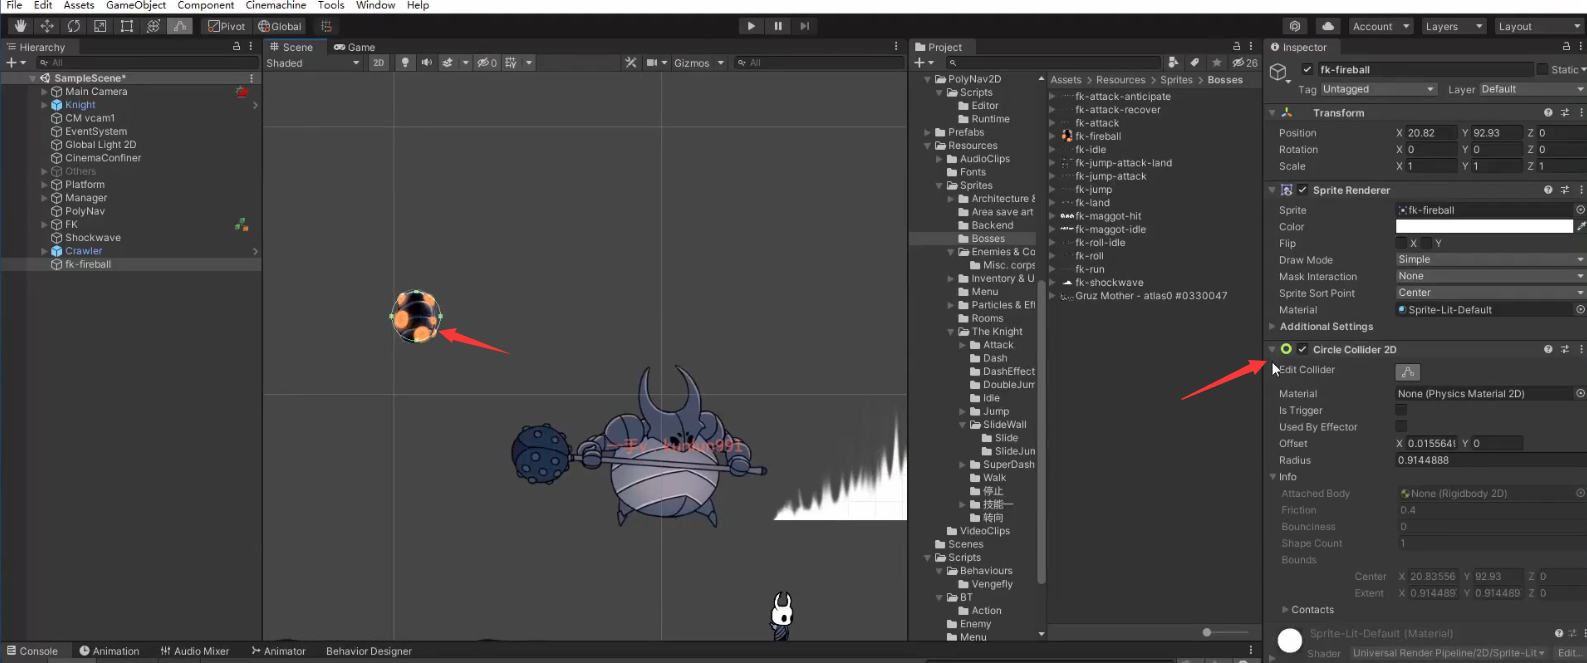 File Edit Assets GameObject Component Cinemachine Tools Window Help
Pivot Global Account Layers Layout
Hierarchy
All
SampleScene*
Main Camera
Knight
CM vcam1
EventSystem
Global Light 2D
CinemaConfiner
Others
Platform
Manager
PolyNav
FK
Shockwave
Crawler
fk-fireball
Scene Game
Shaded 2D 0 Gizmos All
一手v kunkun991
Project
26
PolyNav2D
Scripts
Editor
Runtime
Prefabs
Resources
AudioClips
Fonts
Sprites
Architecture &
Area save art
Backend
Bosses
Enemies & Co
Misc. corps
Inventory & U
Menu
Particles & Eff
Rooms
The Knight
Attack
Dash
DashEffect
DoubleJum
Idle
Jump
SlideWall
Slide
SlideJum
SuperDash
Walk
停止
技能一
转向
VideoClips
Scenes
Scripts
Behaviours
Vengefly
BT
Action
Enemy
Menu
Assets Resources Sprites Bosses
fk-attack-anticipate
fk-attack-recover
fk-attack
fk-fireball
fk-idle
fk-jump-attack-land
fk-jump-attack
fk-jump
fk-land
fk-maggot-hit
fk-maggot-idle
fk-roll-idle
fk-roll
fk-run
fk-shockwave
Gruz Mother - atlas0 #0330047
Inspector
fk-fireball Static
Tag Untagged Layer Default
Transform
Position X 20.82 Y 92.93 Z 0
Rotation X 0 Y 0 Z 0
Scale X 1 Y 1 Z 1
Sprite Renderer
Sprite fk-fireball
Color
Flip X Y
Draw Mode Simple
Mask Interaction None
Sprite Sort Point Center
Material Sprite-Lit-Default
Additional Settings
Circle Collider 2D
Edit Collider
Material None (Physics Material 2D)
Is Trigger
Used By Effector
Offset X 0.015564 Y 0
Radius 0.9144888
Info
Attached Body None (Rigidbody 2D)
Friction 0.4
Bounciness 0
Shape Count 1
Bounds
Center X 20.83556 Y 92.93 Z 0
Extent X 0.914489 Y 0.914489 Z 0
Contacts
Sprite-Lit-Default (Material)
Shader Universal Render Pipeline/2D/Sprite-Lit Edit...
Console Animation Audio Mixer Animator Behavior Designer